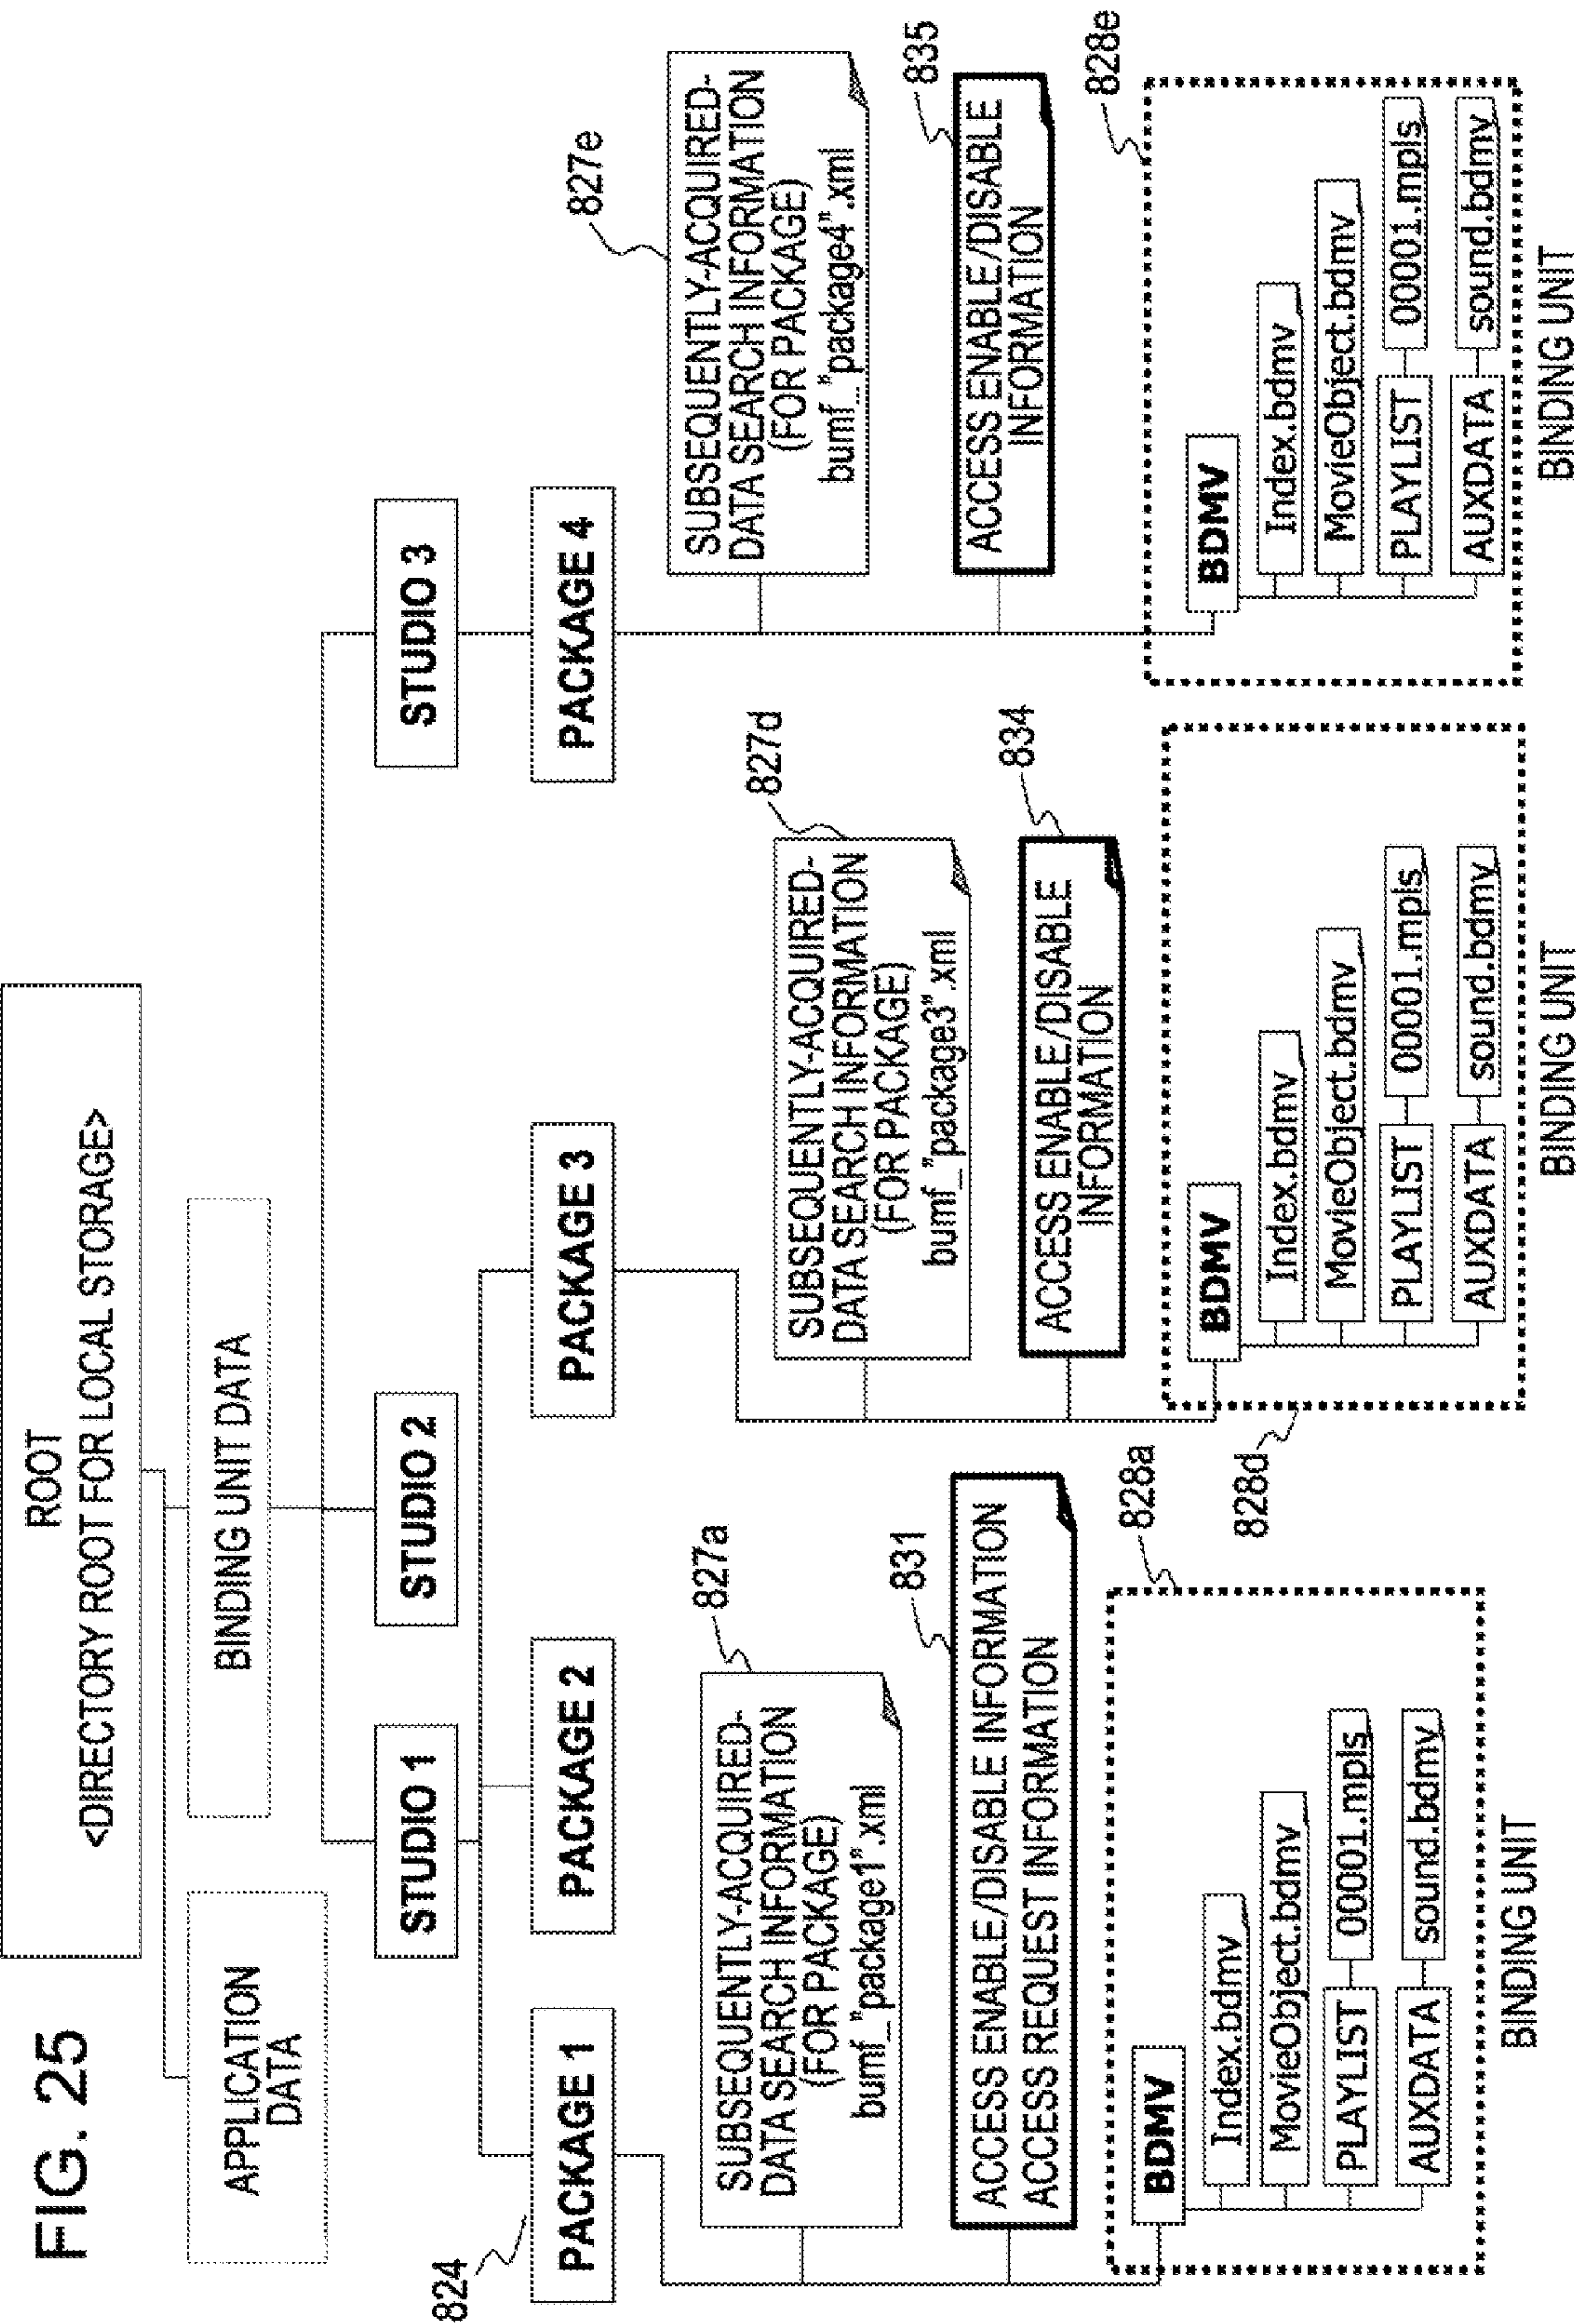 FIG. 25
ROOT
<DIRECTORY ROOT FOR LOCAL STORAGE>
APPLICATION
DATA
BINDING UNIT DATA
STUDIO 1
STUDIO 2
STUDIO 3
824
PACKAGE 1
PACKAGE 2
PACKAGE 3
PACKAGE 4
827a
SUBSEQUENTLY-ACQUIRED-
DATA SEARCH INFORMATION
(FOR PACKAGE)
bumf_"package1".xml
831
ACCESS ENABLE/DISABLE INFORMATION
ACCESS REQUEST INFORMATION
828a
BDMV
Index.bdmv
MovieObject.bdmv
PLAYLIST
00001.mpls
AUXDATA
sound.bdmv
BINDING UNIT
827d
SUBSEQUENTLY-ACQUIRED-
DATA SEARCH INFORMATION
(FOR PACKAGE)
bumf_"package3".xml
834
ACCESS ENABLE/DISABLE
INFORMATION
828d
BDMV
Index.bdmv
MovieObject.bdmv
PLAYLIST
00001.mpls
AUXDATA
sound.bdmv
BINDING UNIT
827e
SUBSEQUENTLY-ACQUIRED-
DATA SEARCH INFORMATION
(FOR PACKAGE)
bumf_"package4".xml
835
ACCESS ENABLE/DISABLE
INFORMATION
828e
BDMV
Index.bdmv
MovieObject.bdmv
PLAYLIST
00001.mpls
AUXDATA
sound.bdmv
BINDING UNIT